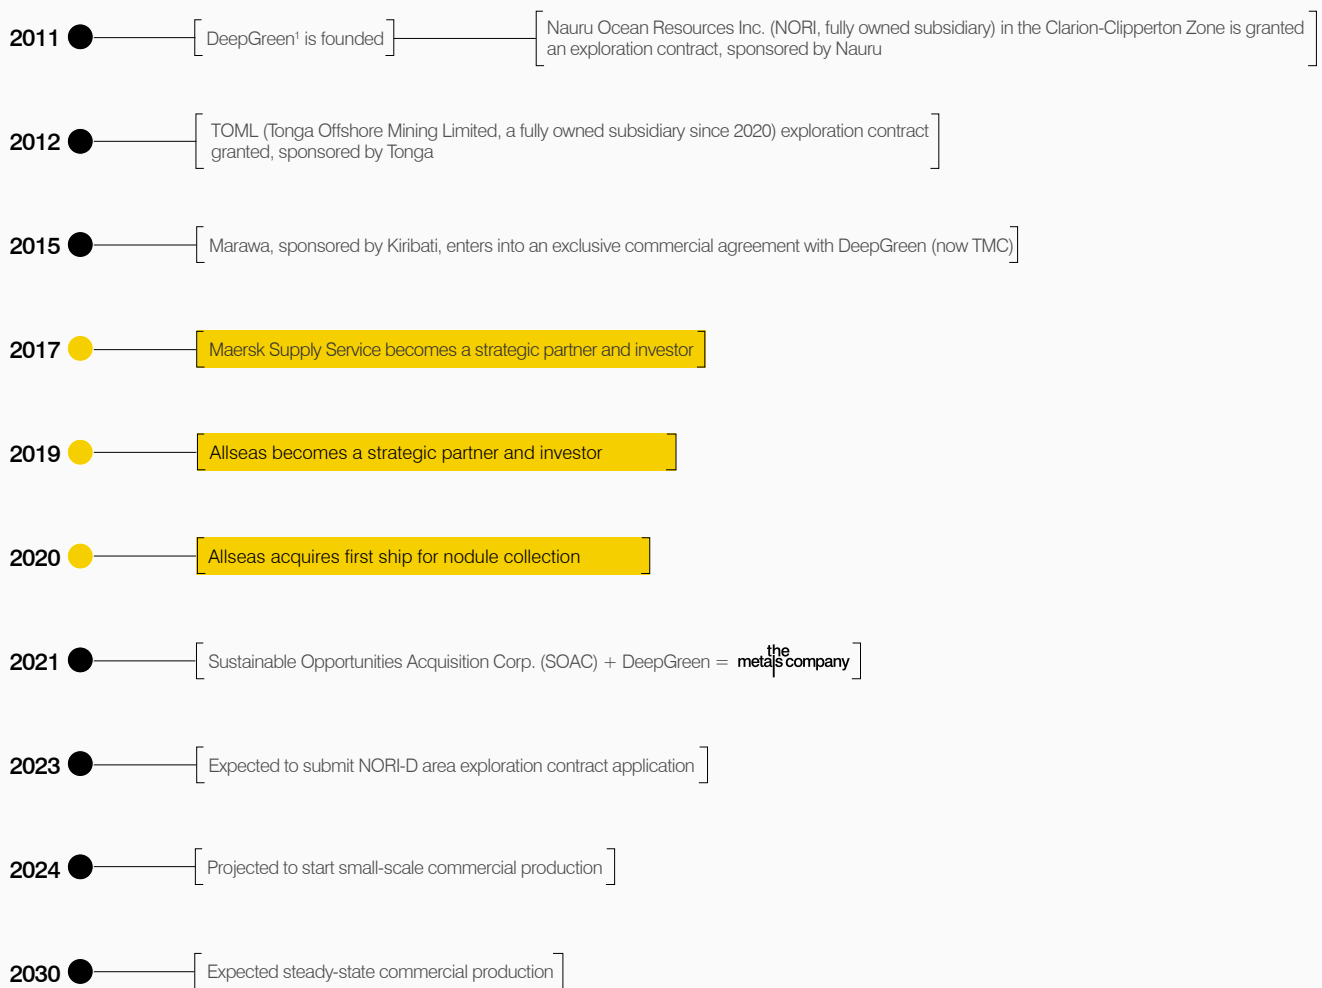 2011
DeepGreen¹ is founded
Nauru Ocean Resources Inc. (NORI, fully owned subsidiary) in the Clarion-Clipperton Zone is granted
an exploration contract, sponsored by Nauru
2012
TOML (Tonga Offshore Mining Limited, a fully owned subsidiary since 2020) exploration contract
granted, sponsored by Tonga
2015
Marawa, sponsored by Kiribati, enters into an exclusive commercial agreement with DeepGreen (now TMC)
2017
Maersk Supply Service becomes a strategic partner and investor
2019
Allseas becomes a strategic partner and investor
2020
Allseas acquires first ship for nodule collection
2021
Sustainable Opportunities Acquisition Corp. (SOAC) + DeepGreen = the metals company
2023
Expected to submit NORI-D area exploration contract application
2024
Projected to start small-scale commercial production
2030
Expected steady-state commercial production